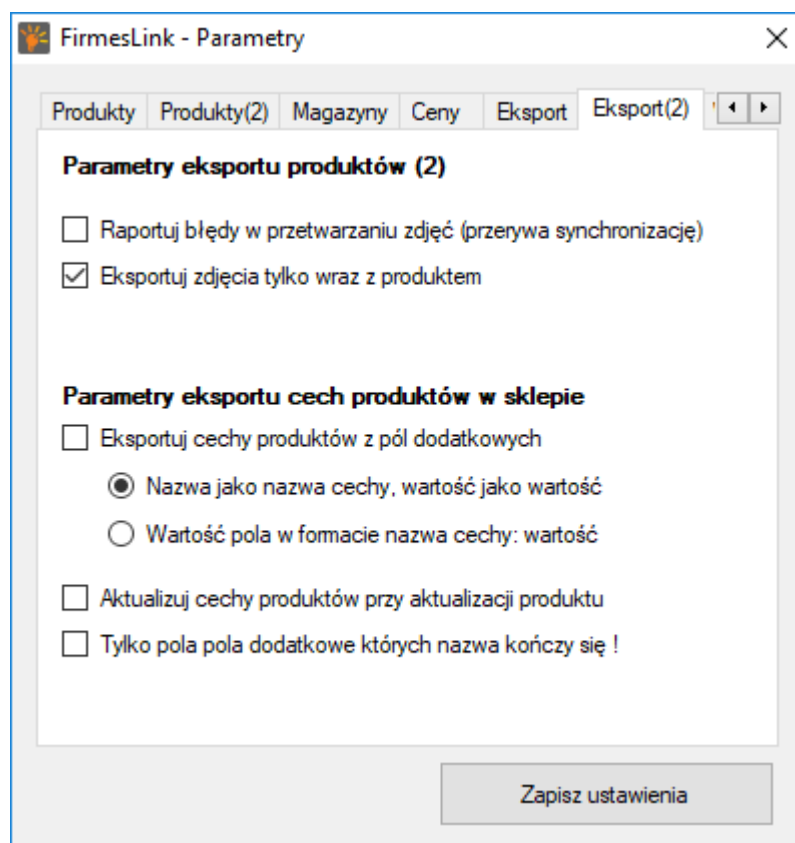 FirmesLink - Parametry
Produkty Produkty(2) Magazyny Ceny Eksport Eksport(2)
Parametry eksportu produktów (2)
Raportuj błędy w przetwarzaniu zdjęć (przerywa synchronizację)
Eksportuj zdjęcia tylko wraz z produktem
Parametry eksportu cech produktów w sklepie
Eksportuj cechy produktów z pól dodatkowych
Nazwa jako nazwa cechy, wartość jako wartość
Wartość pola w formacie nazwa cechy: wartość
Aktualizuj cechy produktów przy aktualizacji produktu
Tylko pola pola dodatkowe których nazwa kończy się !
Zapisz ustawienia